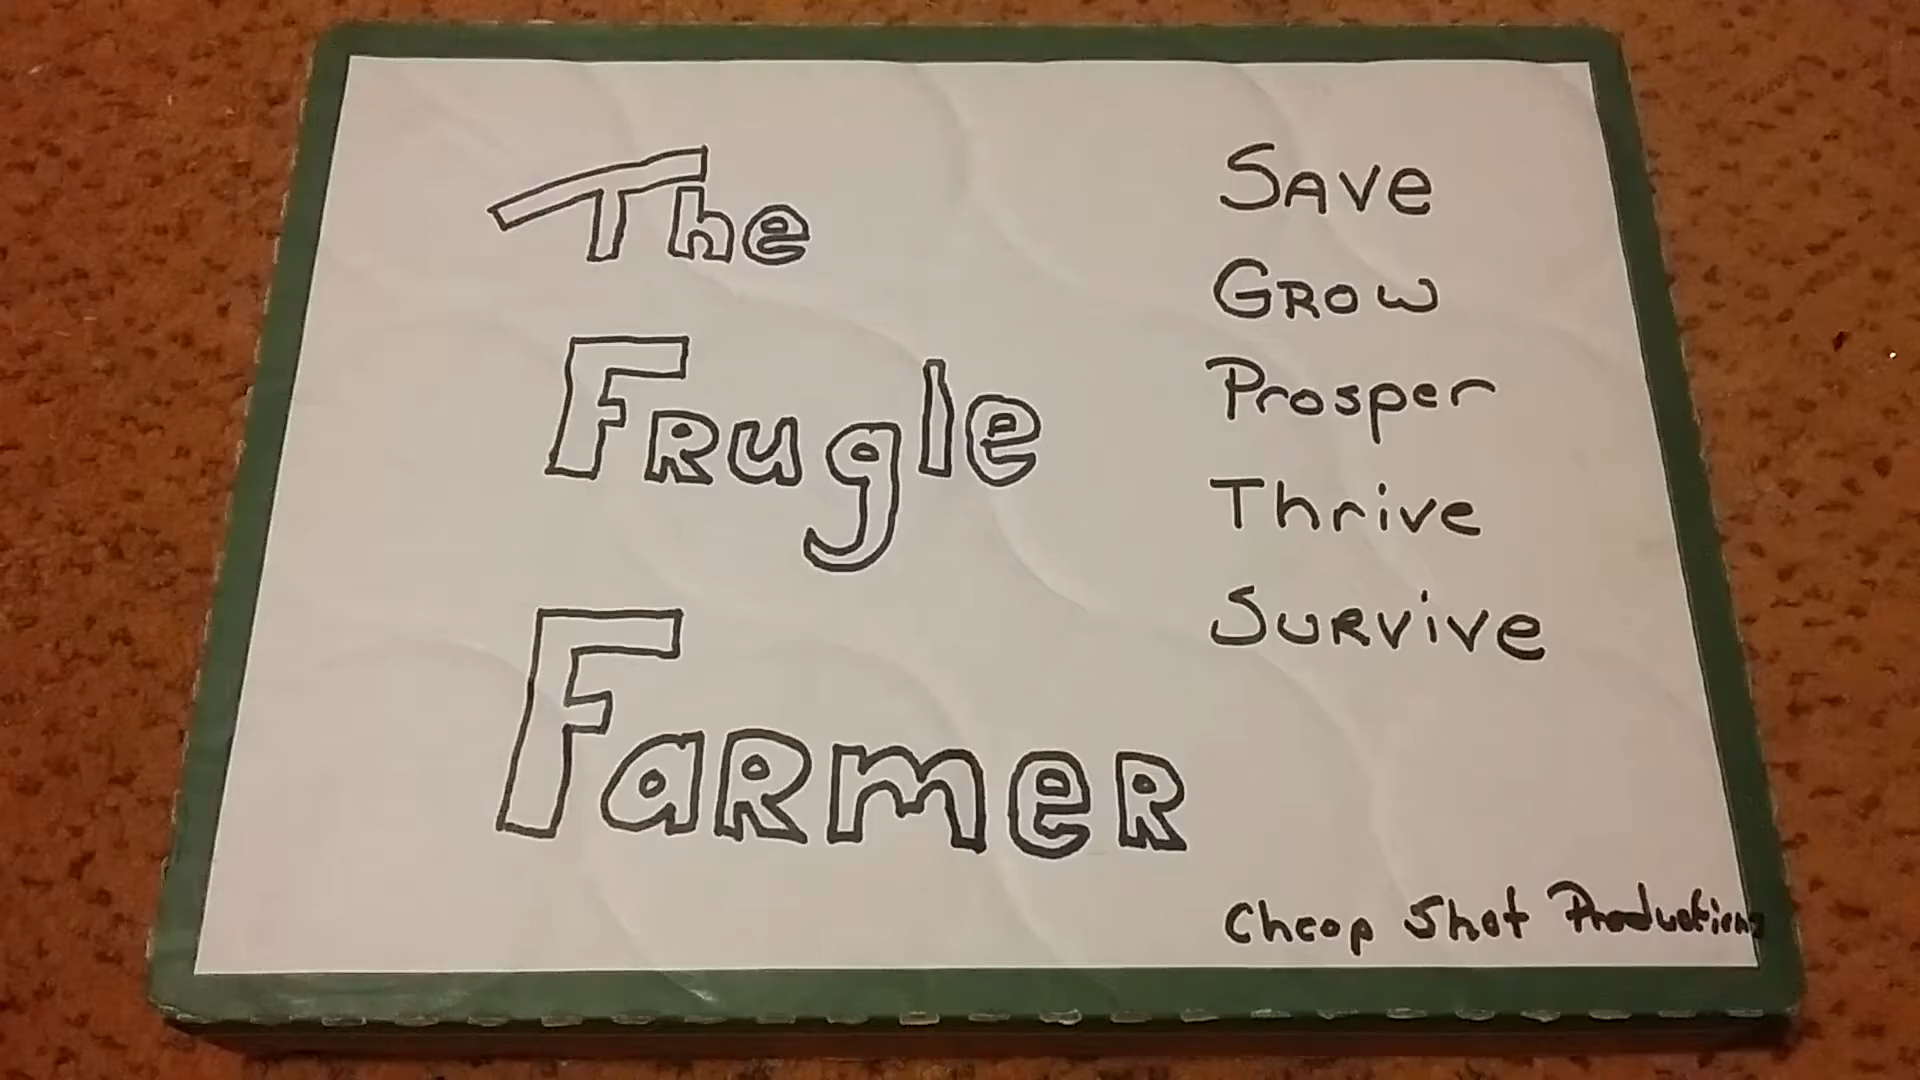 The
Frugle
Farmer
Save
Grow
Prosper
Thrive
Survive
Cheap Shot Productions